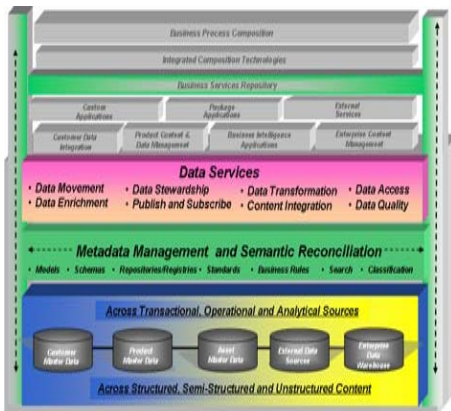 Business Process Composition
Integrated Composition Technologies
Business Services Repository
Custom Package External
Applications Applications Services
Customer Data Product Content & Business Intelligence Enterprise Content
Integration Data Management Applications Management
Data Services
• Data Movement • Data Stewardship • Data Transformation • Data Access
• Data Enrichment • Publish and Subscribe • Content Integration • Data Quality
Metadata Management and Semantic Reconciliation
• Models • Schemas • Repositories/Registries • Standards • Business Rules • Search • Classification
Across Transactional, Operational and Analytical Sources
Customer Master Data
Product Master Data
Asset Master Data
External Data Sources
Enterprise Data Warehouse
Across Structured, Semi-Structured and Unstructured Content